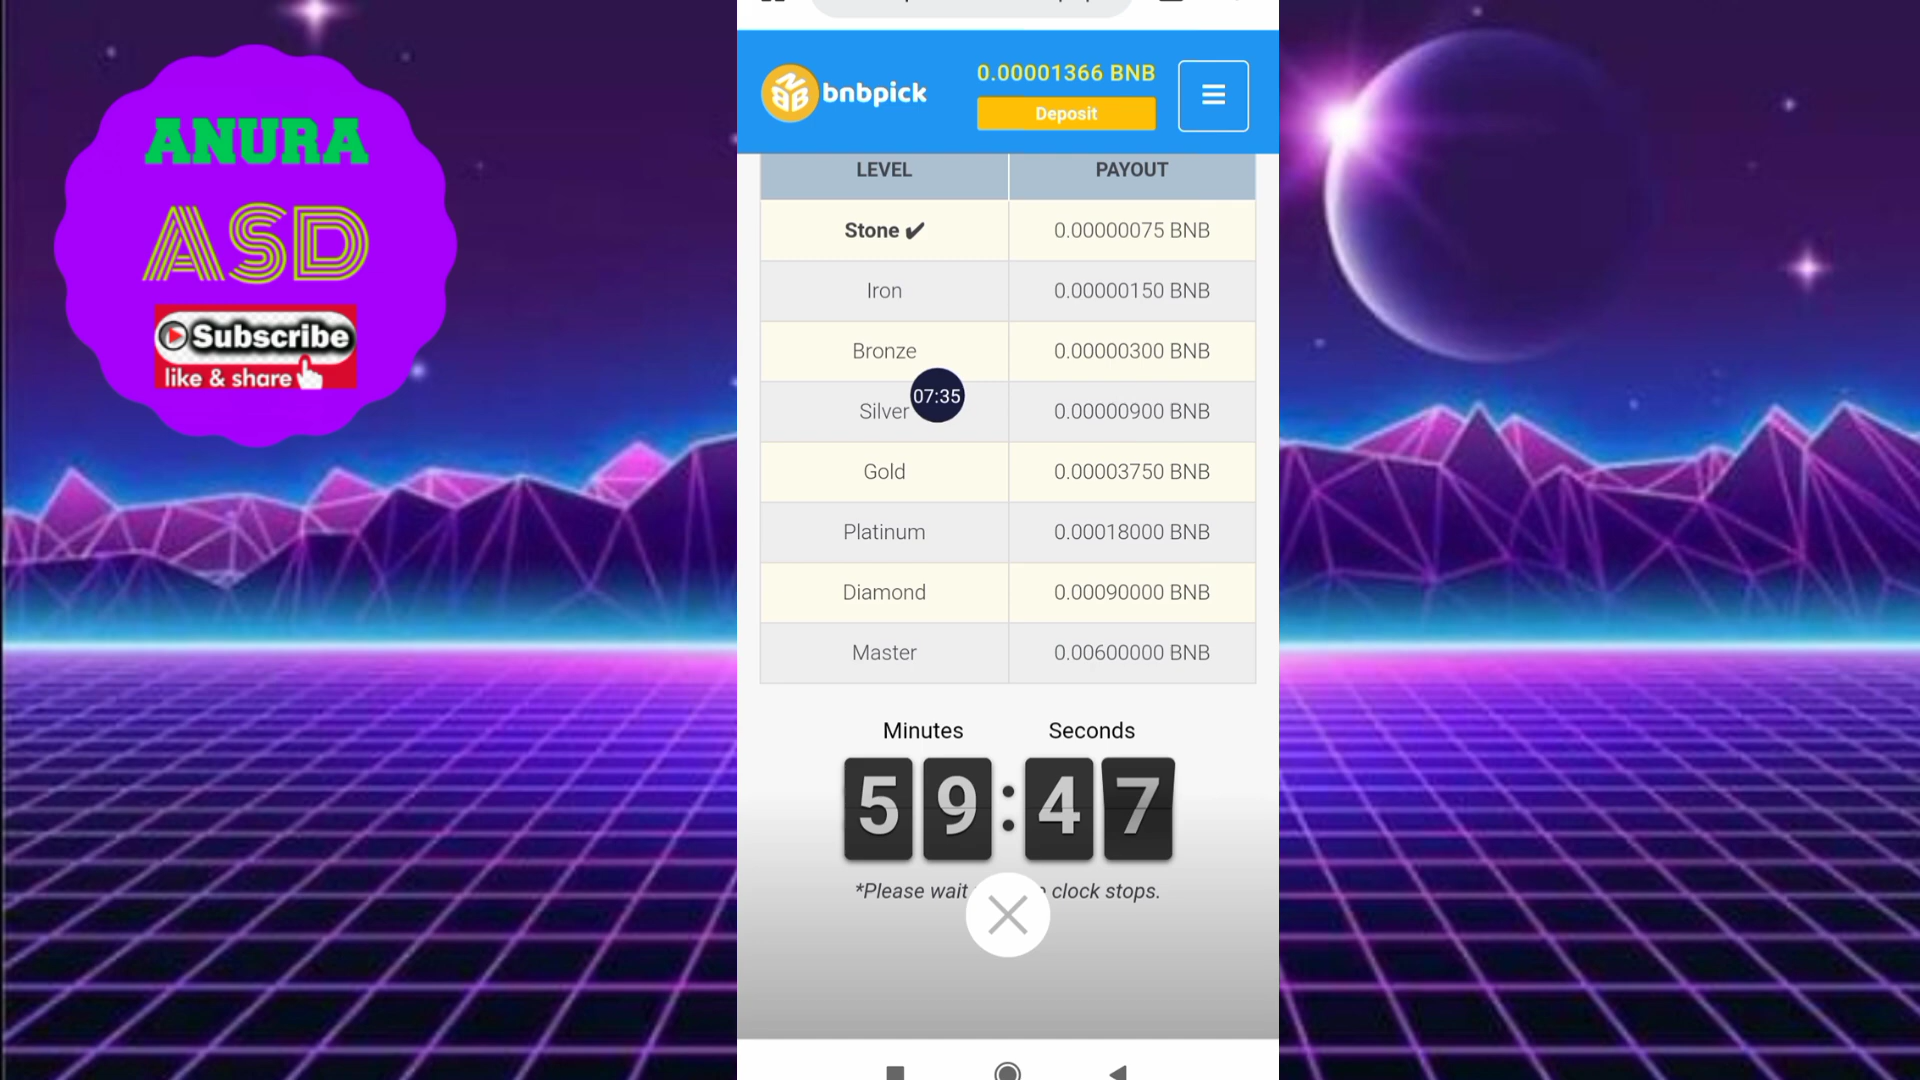 ANURA
ASD
Subscribe
like & share
bnbpick
0.00001366 BNB
Deposit
LEVEL PAYOUT
Stone ✔ 0.00000075 BNB
Iron 0.00000150 BNB
Bronze 0.00000300 BNB
07:35
Silver 0.00000900 BNB
Gold 0.00003750 BNB
Platinum 0.00018000 BNB
Diamond 0.00090000 BNB
Master 0.00600000 BNB
Minutes Seconds
59:47
*Please wait clock stops.